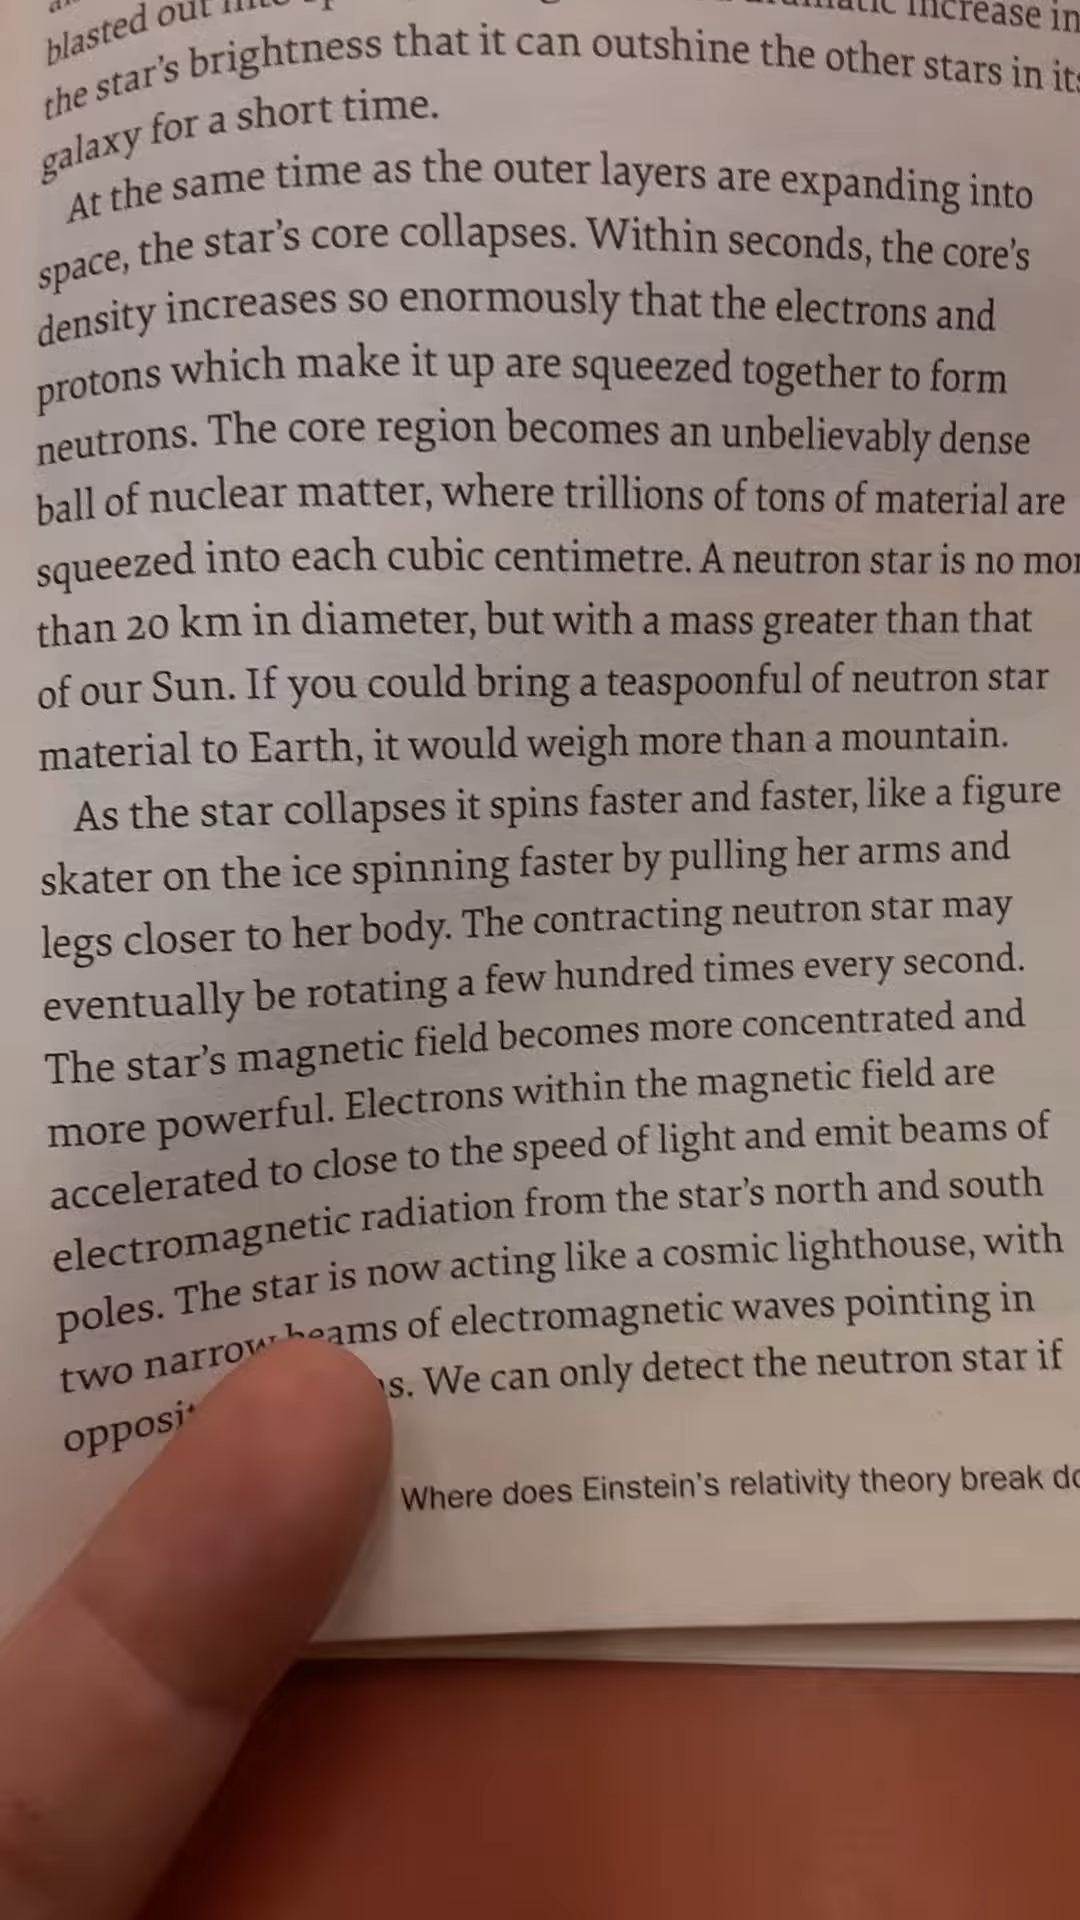 blasted out increase in
the star's brightness that it can outshine the other stars in its
galaxy for a short time.
At the same time as the outer layers are expanding into
space, the star's core collapses. Within seconds, the core's
density increases so enormously that the electrons and
protons which make it up are squeezed together to form
neutrons. The core region becomes an unbelievably dense
ball of nuclear matter, where trillions of tons of material are
squeezed into each cubic centimetre. A neutron star is no mor
than 20 km in diameter, but with a mass greater than that
of our Sun. If you could bring a teaspoonful of neutron star
material to Earth, it would weigh more than a mountain.
As the star collapses it spins faster and faster, like a figure
skater on the ice spinning faster by pulling her arms and
legs closer to her body. The contracting neutron star may
eventually be rotating a few hundred times every second.
The star's magnetic field becomes more concentrated and
more powerful. Electrons within the magnetic field are
accelerated to close to the speed of light and emit beams of
electromagnetic radiation from the star's north and south
poles. The star is now acting like a cosmic lighthouse, with
two narrow beams of electromagnetic waves pointing in
We can only detect the neutron star if
Where does Einstein's relativity theory break